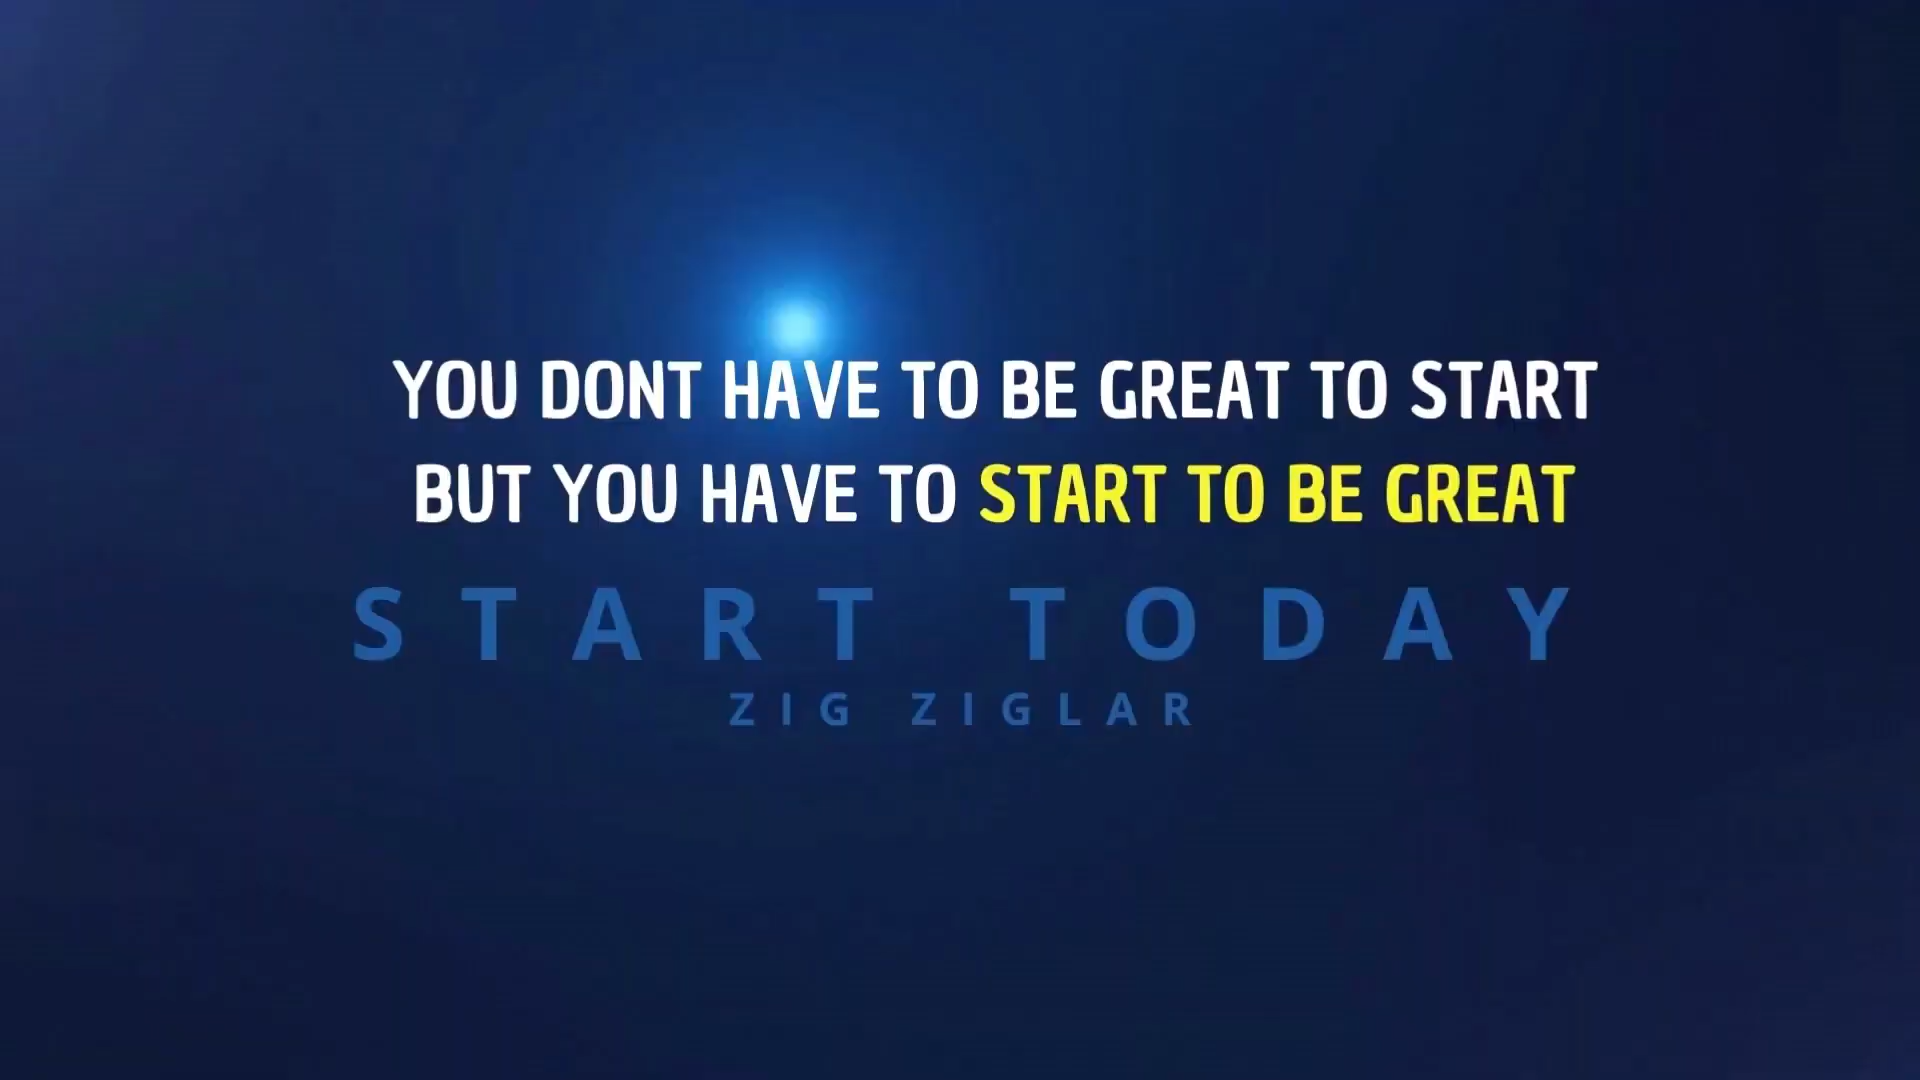 YOU DONT HAVE TO BE GREAT TO START
BUT YOU HAVE TO START TO BE GREAT
START TODAY
ZIG ZIGLAR